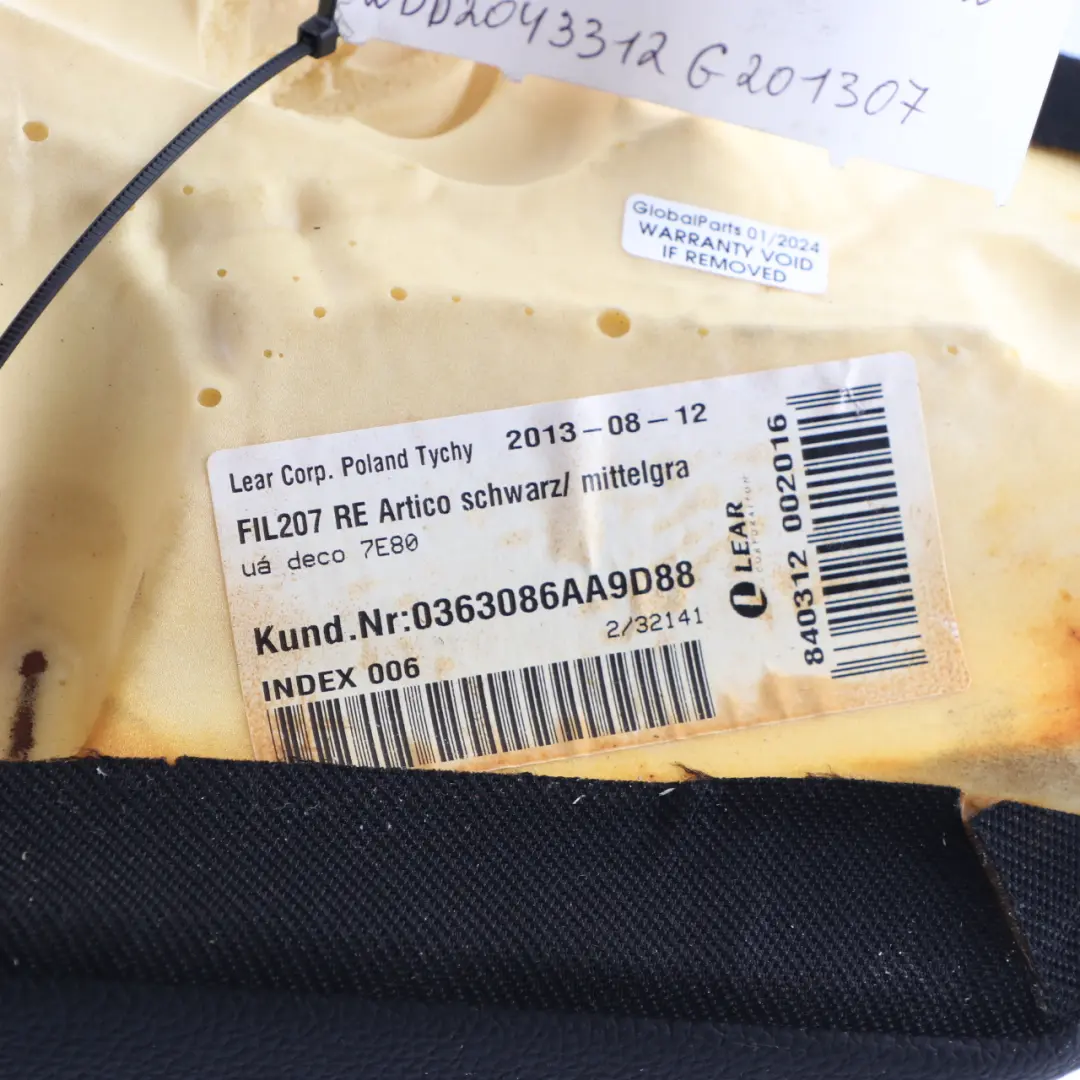 WDD2043312 G201307
GlobalParts 01/2024
WARRANTY VOID
IF REMOVED
Lear Corp. Poland Tychy 2013-08-12
FIL207 RE Artico schwarz/ mittelgra
uá deco 7E80
Kund.Nr:0363086AA9D88
2/32141
INDEX 006
LEAR
CORPORATION
840312 002016